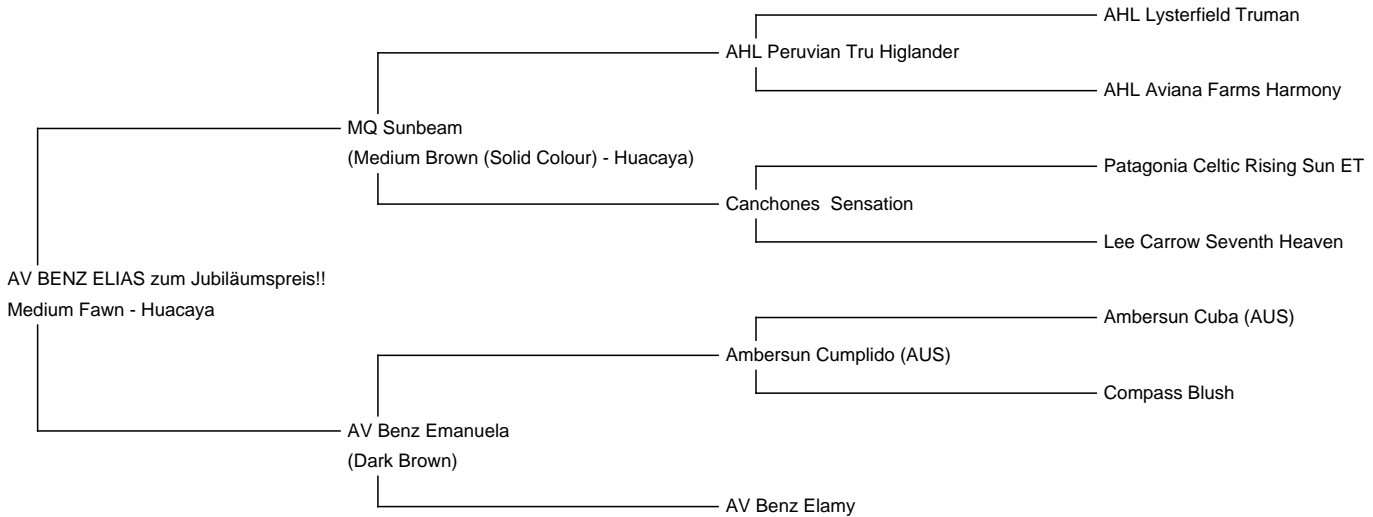 AHL Lysterfield Truman
AHL Peruvian Tru Higlander
AHL Aviana Farms Harmony
MQ Sunbeam
(Medium Brown (Solid Colour) - Huacaya)
Patagonia Celtic Rising Sun ET
Canchones  Sensation
Lee Carrow Seventh Heaven
AV BENZ ELIAS zum Jubiläumspreis!!
Medium Fawn - Huacaya
Ambersun Cuba (AUS)
Ambersun Cumplido (AUS)
Compass Blush
AV Benz Emanuela
(Dark Brown)
AV Benz Elamy